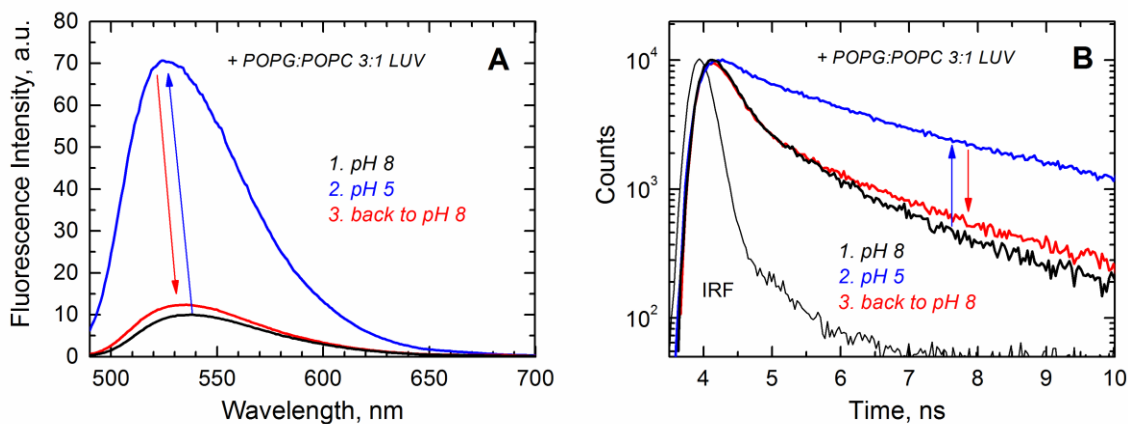 A
+ POPG:POPC 3:1 LUV
1. pH 8
2. pH 5
3. back to pH 8
Fluorescence Intensity, a.u.
80
70
60
50
40
30
20
10
0
500
550
600
650
700
Wavelength, nm
B
+ POPG:POPC 3:1 LUV
IRF
1. pH 8
2. pH 5
3. back to pH 8
Counts
10⁴
10³
10²
4
5
6
7
8
9
10
Time, ns